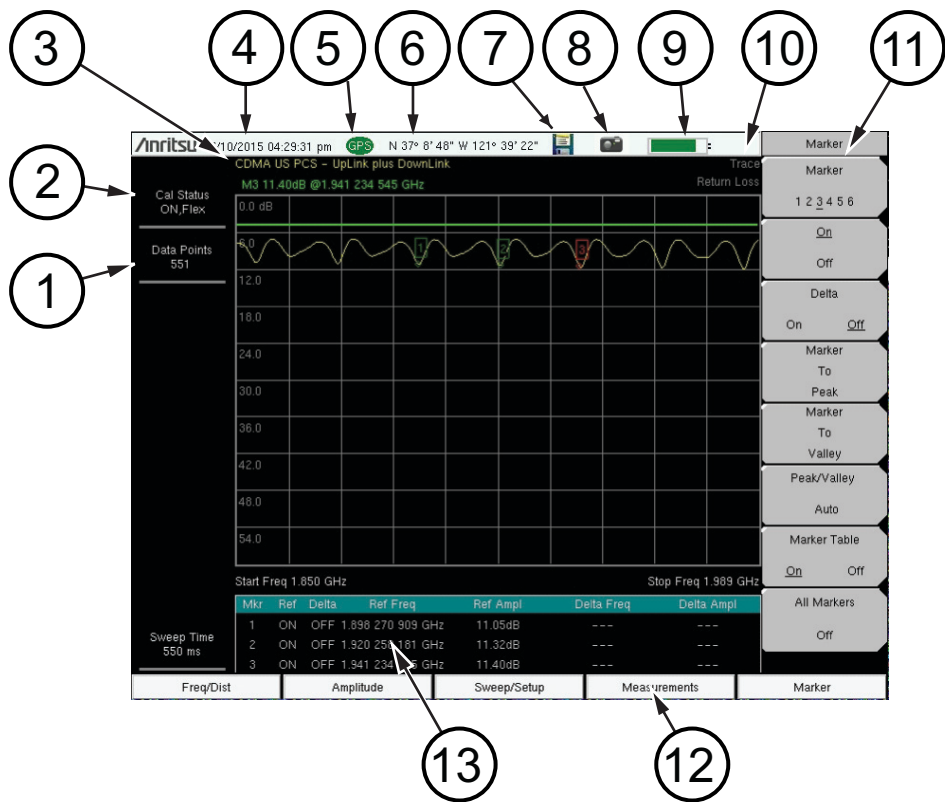 3 4 5 6 7 8 9 10 11
2
1
Anritsu /10/2015 04:29:31 pm GPS N 37° 8' 48" W 121° 39' 22"
CDMA US PCS - UpLink plus DownLink
Trace
M3 11.40dB @1.941 234 545 GHz
Return Loss
Cal Status
ON,Flex
Data Points
551
0.0 dB
6.0
12.0
18.0
24.0
30.0
36.0
42.0
48.0
54.0
1
2
3
Start Freq 1.850 GHz
Stop Freq 1.989 GHz
Mkr Ref Delta Ref Freq Ref Ampl Delta Freq Delta Ampl
1 ON OFF 1.898 270 909 GHz 11.05dB --- ---
2 ON OFF 1.920 181 GHz 11.32dB --- ---
3 ON OFF 1.941 GHz 11.40dB --- ---
Sweep Time
550 ms
Marker
Marker
1 2 3 4 5 6
On
Off
Delta
On Off
Marker
To
Peak
Marker
To
Valley
Peak/Valley
Auto
Marker Table
On Off
All Markers
Off
Freq/Dist Amplitude Sweep/Setup Measurements Marker
13
12